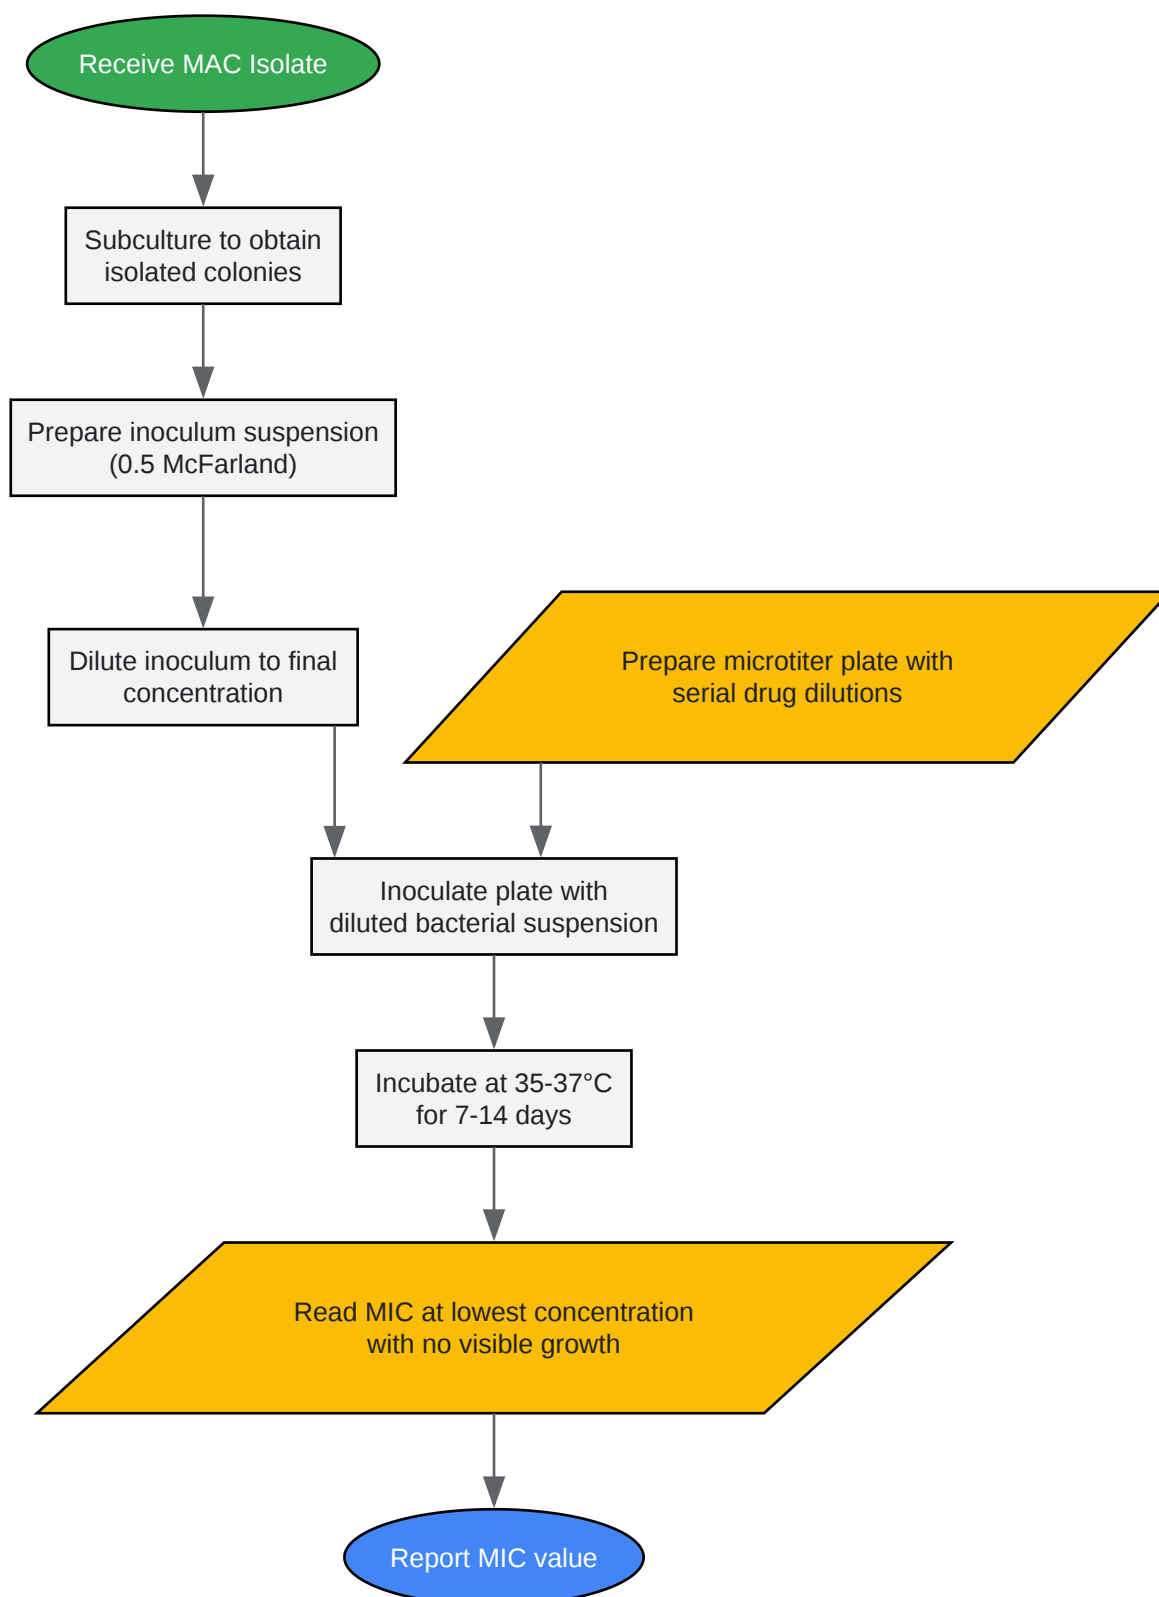 Receive MAC Isolate
Subculture to obtain
isolated colonies
Prepare inoculum suspension
(0.5 McFarland)
Dilute inoculum to final
concentration
Prepare microtiter plate with
serial drug dilutions
Inoculate plate with
diluted bacterial suspension
Incubate at 35-37°C
for 7-14 days
Read MIC at lowest concentration
with no visible growth
Report MIC value